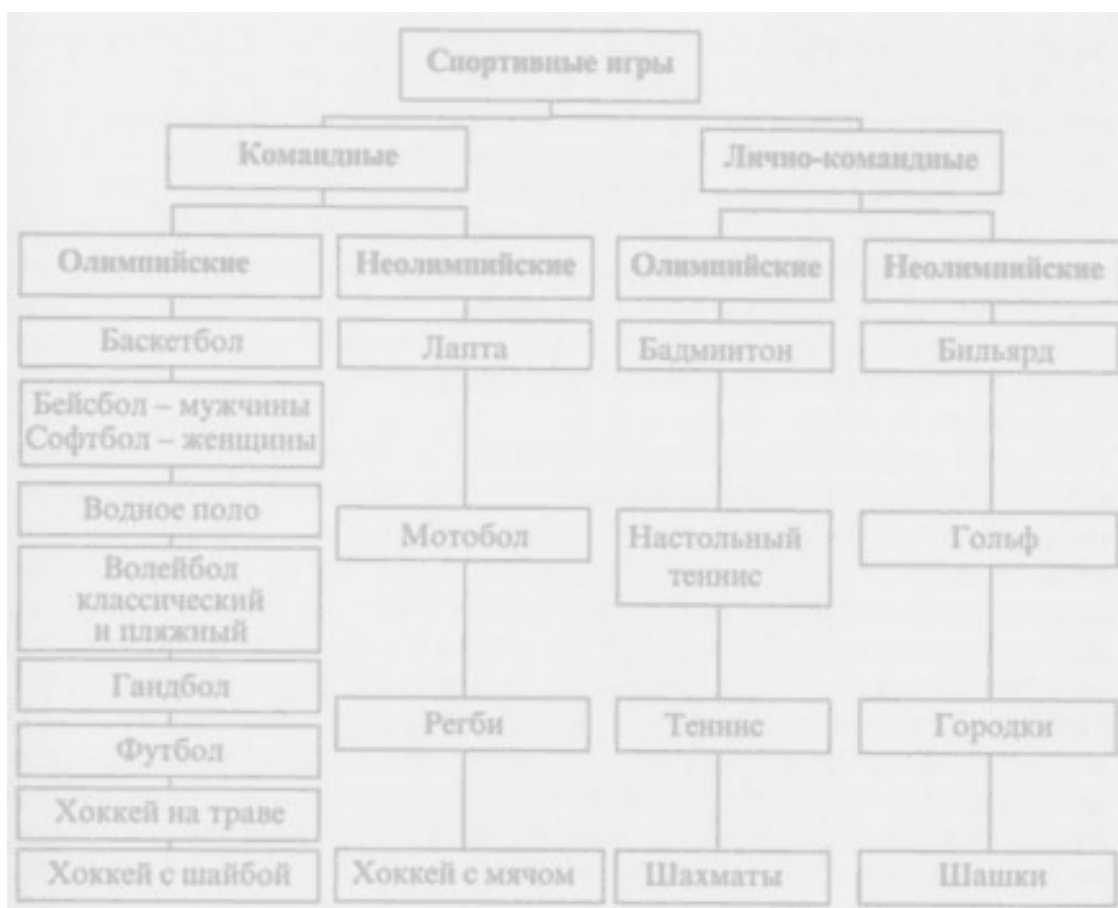 Спортивные игры
Командные
Лично-командные
Олимпийские
Неолимпийские
Олимпийские
Неолимпийские
Баскетбол
Лапта
Бадминтон
Бильярд
Бейсбол – мужчины
Софтбол – женщины
Водное поло
Мотобол
Настольный
теннис
Гольф
Волейбол
классический
и пляжный
Гандбол
Регби
Теннис
Городки
Футбол
Хоккей на траве
Хоккей с шайбой
Хоккей с мячом
Шахматы
Шашки